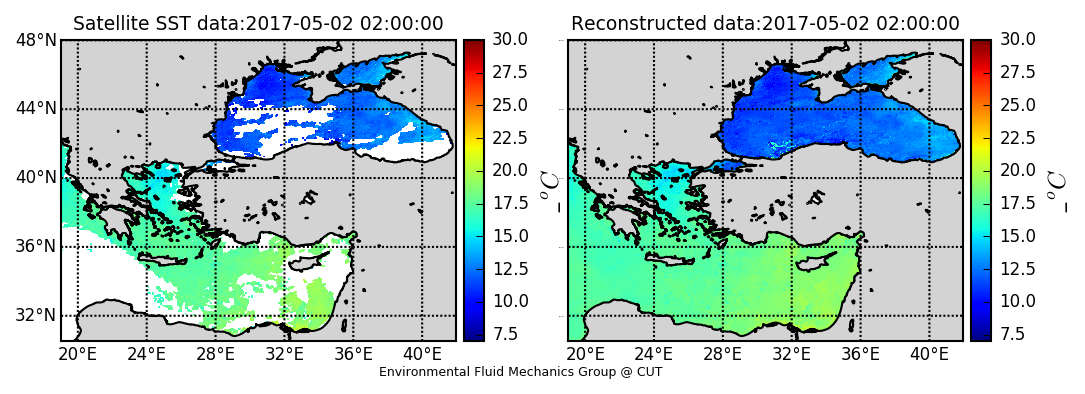 Satellite SST data:2017-05-02 02:00:00
48°N
44°N
40°N
36°N
32°N
20°E 24°E 28°E 32°E 36°E 40°E
30.0
27.5
25.0
22.5
20.0
17.5
15.0
12.5
10.0
7.5
_ °C
Reconstructed data:2017-05-02 02:00:00
20°E 24°E 28°E 32°E 36°E 40°E
30.0
27.5
25.0
22.5
20.0
17.5
15.0
12.5
10.0
7.5
_ °C
Environmental Fluid Mechanics Group @ CUT